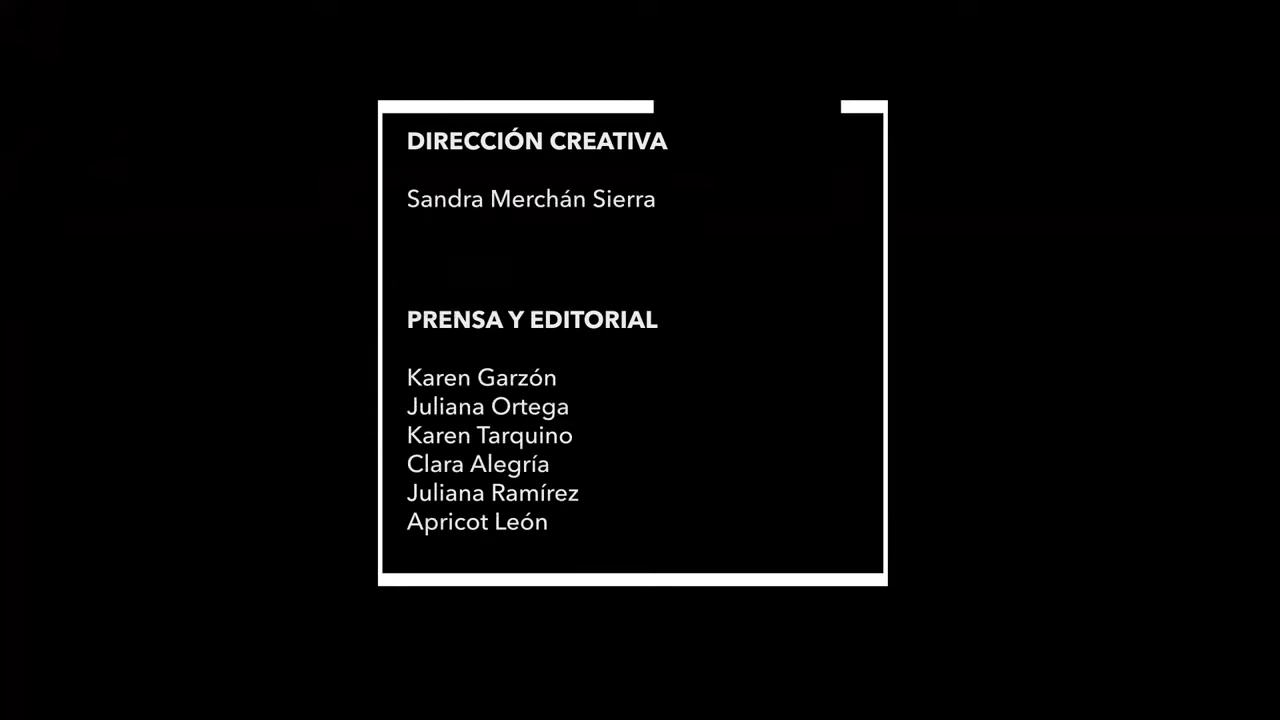 DIRECCIÓN CREATIVA
Sandra Merchán Sierra
PRENSA Y EDITORIAL
Karen Garzón
Juliana Ortega
Karen Tarquino
Clara Alegría
Juliana Ramírez
Apricot León